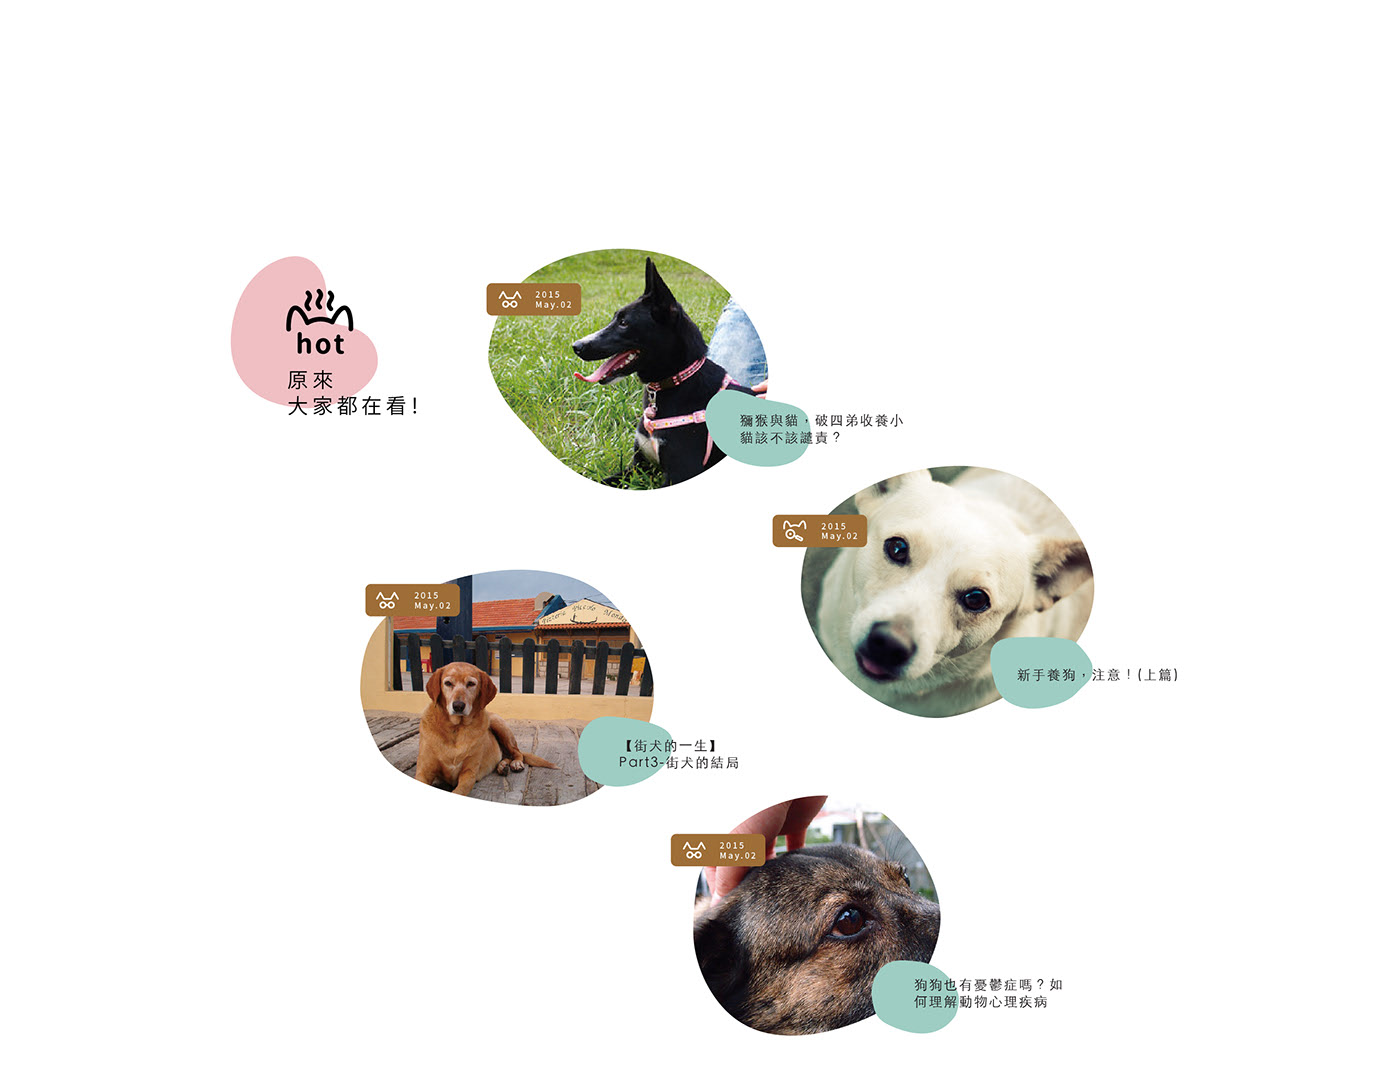 hot
原來
大家都在看!
2015
May.02
獼猴與貓，破四弟收養小
貓該不該譴責？
2015
May.02
新手養狗，注意！(上篇)
2015
May.02
【街犬的一生】
Part3-街犬的結局
2015
May.02
狗狗也有憂鬱症嗎？如
何理解動物心理疾病